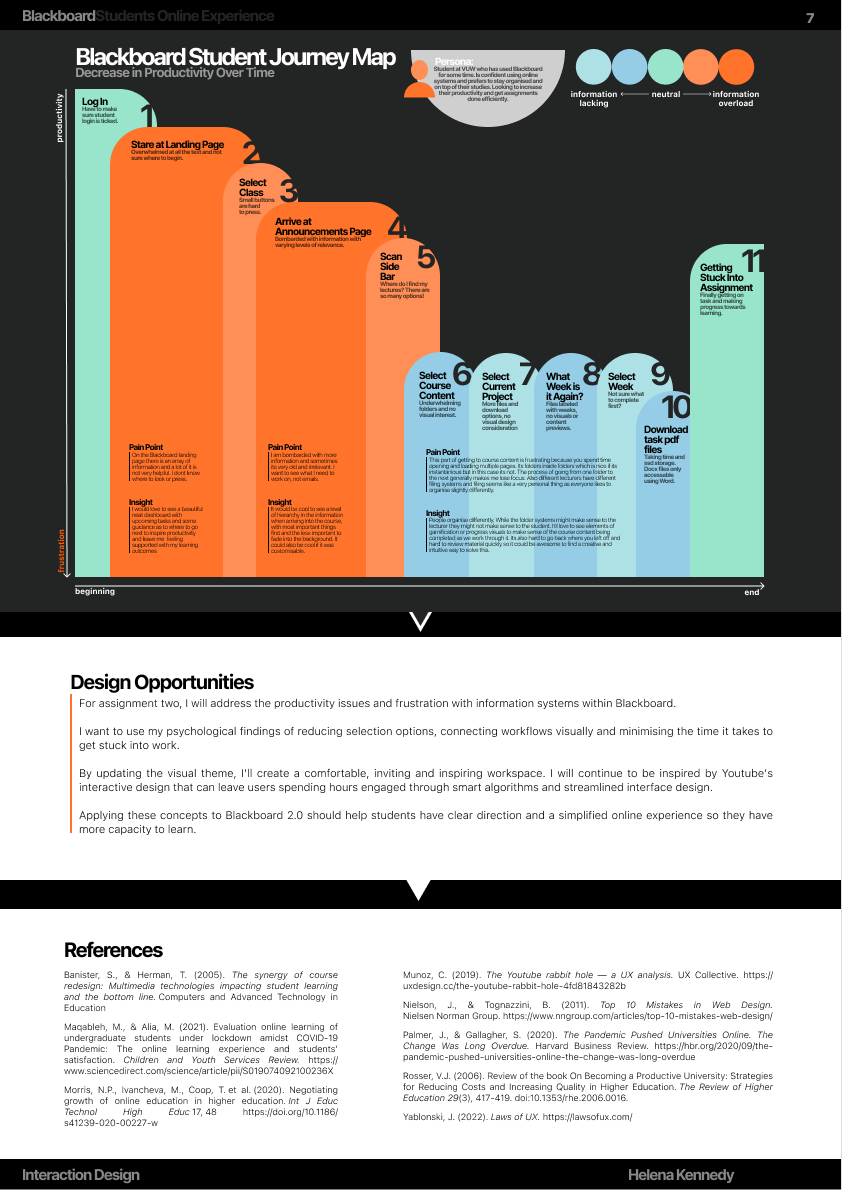 BlackboardStudents Online Experience
7
Blackboard Student Journey Map
Decrease in Productivity Over Time
Persona:
Student at VUW who has used Blackboard
for some time. Is confident using online
systems and prefers to stay organised and
on top of their studies. Looking to increase
their productivity and get assignments
done efficiently.
information
lacking
neutral
information
overload
productivity
frustration
Log In
Have to make
sure student
login is ticked.
1
Stare at Landing Page
Overwhelmed at all the text and not
sure where to begin.
2
Select
Class
Small buttons
are hard
to press.
3
Arrive at
Announcements Page
Bombarded with information with
varying levels of relevance.
4
Scan
Side
Bar
Where do I find my
lectures? There are
so many options!
5
Select
Course
Content
Underwhelming
folders and no
visual interest.
6
Select
Current
Project
More files and
download
options, no
visual design
consideration
7
What
Week is
it Again?
Files labeled
with weeks,
no visuals or
content
previews.
8
Select
Week
Not sure what
to complete
first?
9
Download
task pdf
files
Taking time and
ssd storage.
Docx files only
accessable
using Word.
10
Getting
Stuck Into
Assignment
Finally getting on
task and making
progress towards
learning.
11
Pain Point
On the Blackboard landing
page there is an array of
information and a lot of it is
not very helpful. I dont know
where to look or press.
Insight
I would love to see a beautiful
neat dashboard with
upcoming tasks and some
guidance as to where to go
next to inspire productivity
and leave me feeling
supported with my learning
outcomes
Pain Point
I am bombarded with more
information and sometimes
its very old and irrelevant. I
want to see what I need to
work on, not emails.
Insight
It would be cool to see a level
of hierarchy in the information
when arriving into the course,
with most important things
first and the less important to
fade into the background. It
could also be cool if it was
customisable.
Pain Point
This part of getting to course content is frustrating because you spend time
opening and loading multiple pages. Its folders inside folders which is nice if its
instantanious but in this case its not. The process of going from one folder to
the next generally makes me lose focus. Also different lecturers have different
filing systems and filing seems like a very personal thing as everyone likes to
organise slightly differently.
Insight
People organise differently. While the folder systems might make sense to the
lecturer they might not make sense to the student. I'd love to see elements of
gamification or progress visuals to make sense of the course content being
completed as we work through it. Its also hard to go back where you left off and
hard to review material quickly so it could be awesome to find a creative and
intuitive way to solve this.
beginning
end
Design Opportunities
For assignment two, I will address the productivity issues and frustration with information systems within Blackboard.
I want to use my psychological findings of reducing selection options, connecting workflows visually and minimising the time it takes to
get stuck into work.
By updating the visual theme, I'll create a comfortable, inviting and inspiring workspace. I will continue to be inspired by Youtube's
interactive design that can leave users spending hours engaged through smart algorithms and streamlined interface design.
Applying these concepts to Blackboard 2.0 should help students have clear direction and a simplified online experience so they have
more capacity to learn.
References
Banister, S., & Herman, T. (2005). The synergy of course
redesign: Multimedia technologies impacting student learning
and the bottom line. Computers and Advanced Technology in
Education
Maqableh, M., & Alia, M. (2021). Evaluation online learning of
undergraduate students under lockdown amidst COVID-19
Pandemic: The online learning experience and students'
satisfaction. Children and Youth Services Review. https://
www.sciencedirect.com/science/article/pii/S019074092100236X
Morris, N.P., Ivancheva, M., Coop, T. et al. (2020). Negotiating
growth of online education in higher education. Int J Educ
Technol High Educ 17, 48 https://doi.org/10.1186/
s41239-020-00227-w
Munoz, C. (2019). The Youtube rabbit hole — a UX analysis. UX Collective. https://
uxdesign.cc/the-youtube-rabbit-hole-4fd81843282b
Nielson, J., & Tognazzini, B. (2011). Top 10 Mistakes in Web Design.
Nielsen Norman Group. https://www.nngroup.com/articles/top-10-mistakes-web-design/
Palmer, J., & Gallagher, S. (2020). The Pandemic Pushed Universities Online. The
Change Was Long Overdue. Harvard Business Review. https://hbr.org/2020/09/the-
pandemic-pushed-universities-online-the-change-was-long-overdue
Rosser, V.J. (2006). Review of the book On Becoming a Productive University: Strategies
for Reducing Costs and Increasing Quality in Higher Education. The Review of Higher
Education 29(3), 417-419. doi:10.1353/rhe.2006.0016.
Yablonski, J. (2022). Laws of UX. https://lawsofux.com/
Interaction Design
Helena Kennedy